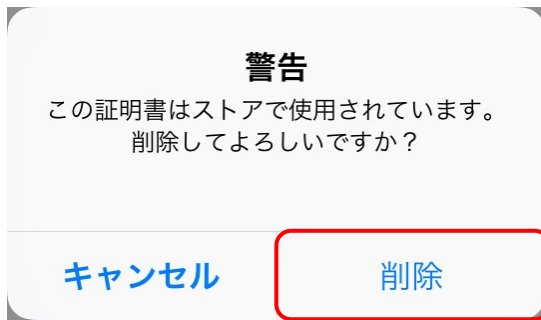 警告
この証明書はストアで使用されています。
削除してよろしいですか？
キャンセル
削除